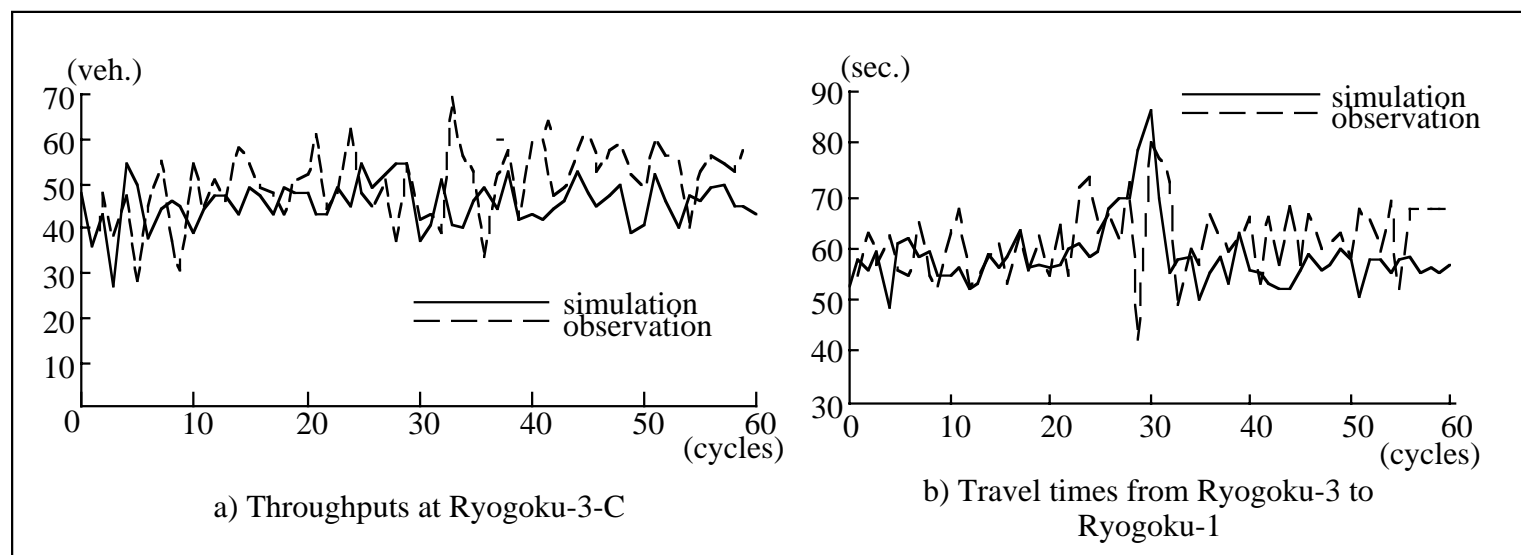 (veh.)
70
60
50
40
30
20
10
0
10
20
30
40
50
60
(cycles)
simulation
observation
a) Throughputs at Ryogoku-3-C
(sec.)
90
80
70
60
50
40
30
0
10
20
30
40
50
60
(cycles)
simulation
observation
b) Travel times from Ryogoku-3 to
Ryogoku-1